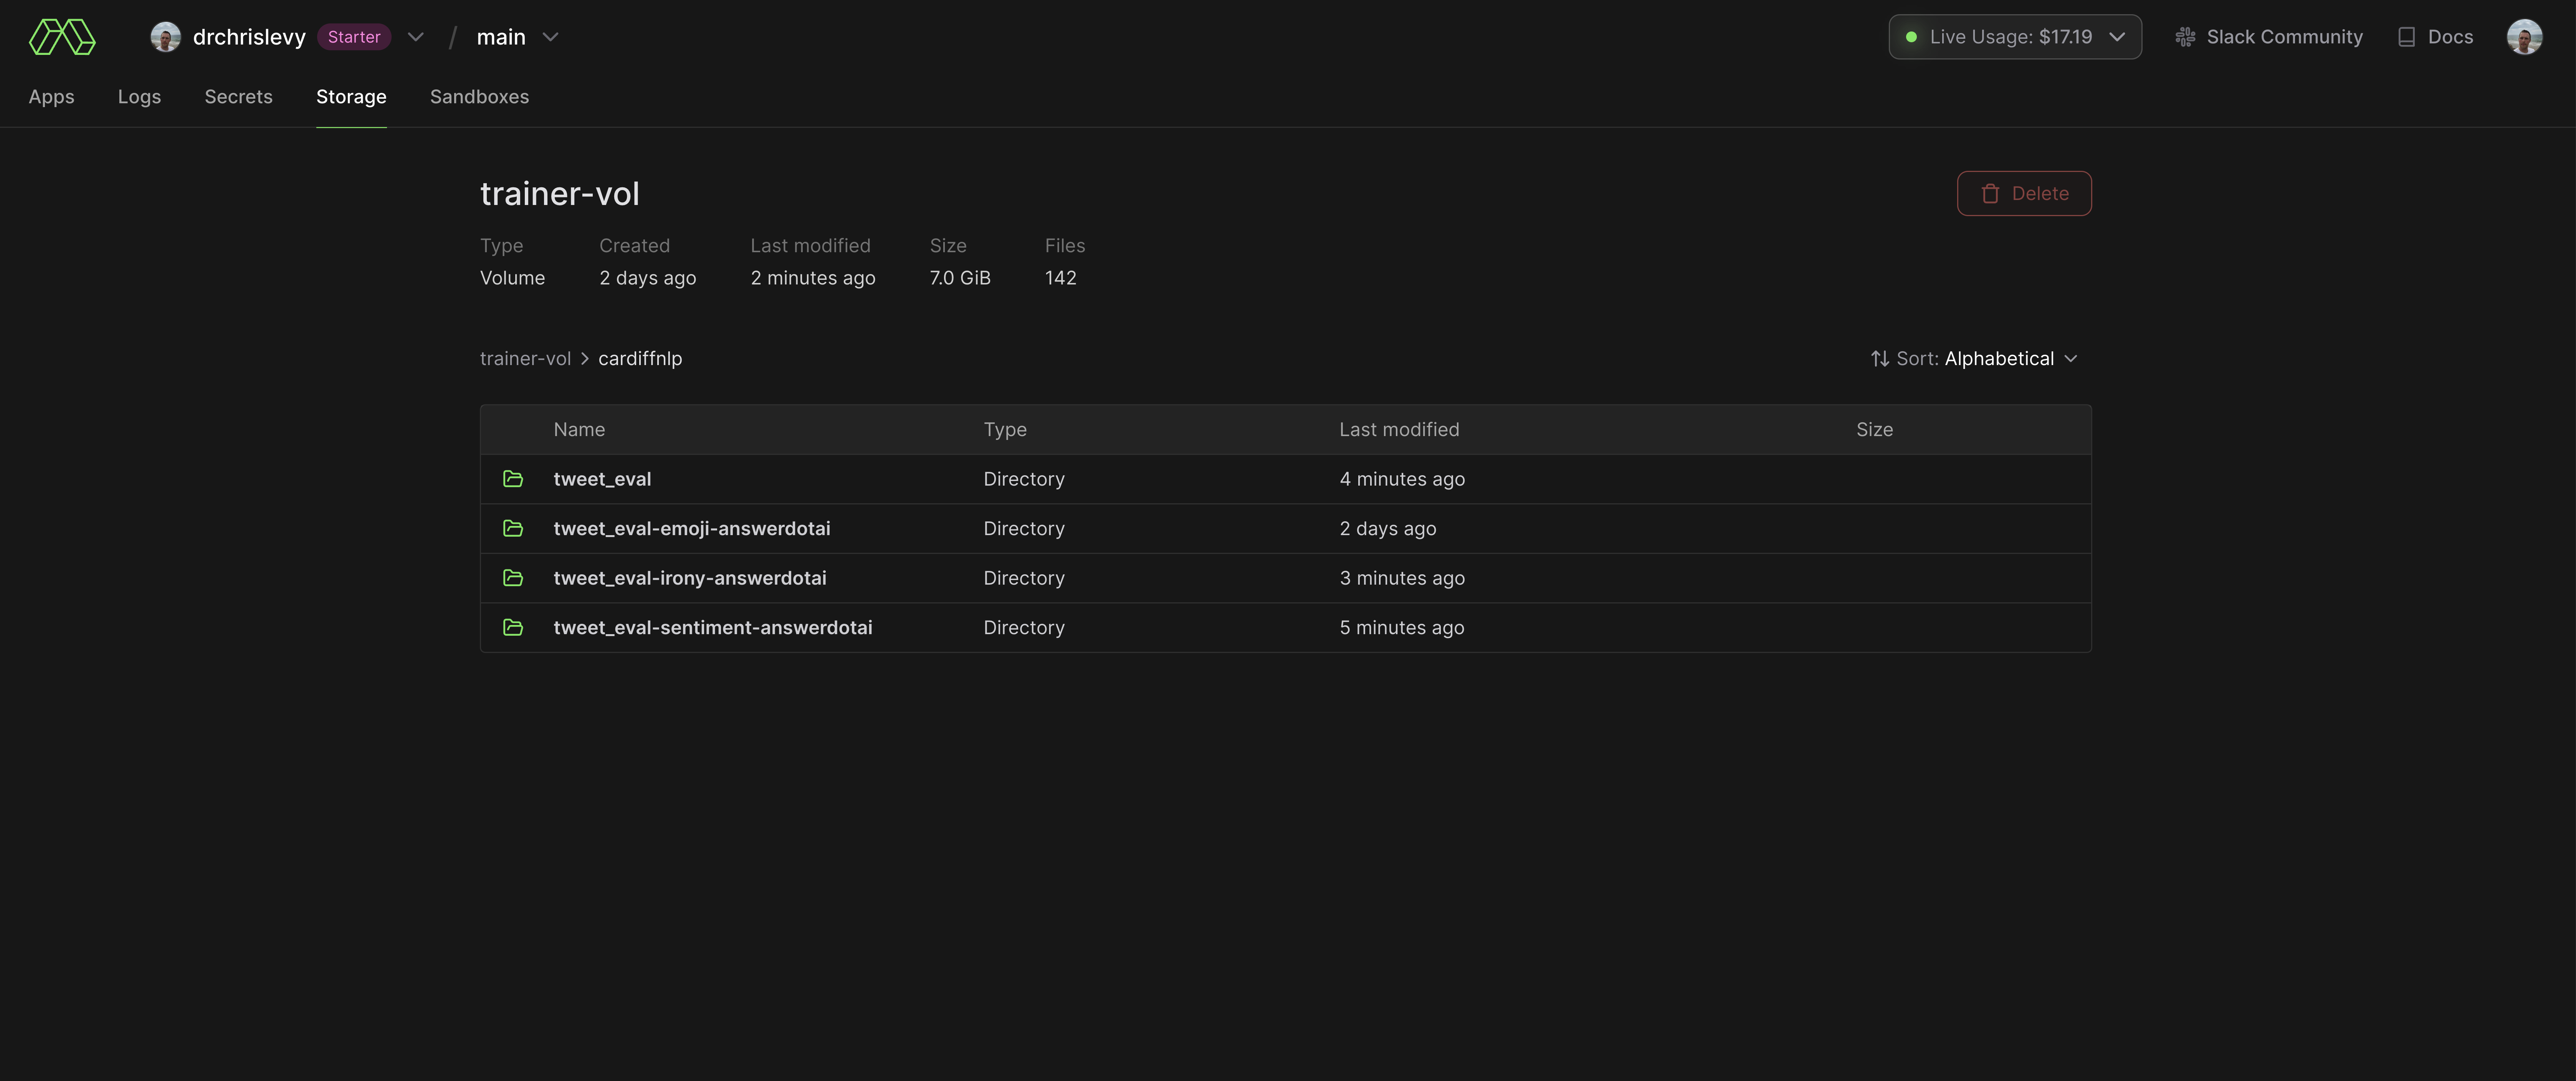 drchrislevy Starter / main
Live Usage: $17.19 Slack Community Docs
Apps Logs Secrets Storage Sandboxes
trainer-vol
Delete
Type Created Last modified Size Files
Volume 2 days ago 2 minutes ago 7.0 GiB 142
trainer-vol > cardiffnlp
Sort: Alphabetical
Name Type Last modified Size
tweet_eval Directory 4 minutes ago
tweet_eval-emoji-answerdotai Directory 2 days ago
tweet_eval-irony-answerdotai Directory 3 minutes ago
tweet_eval-sentiment-answerdotai Directory 5 minutes ago